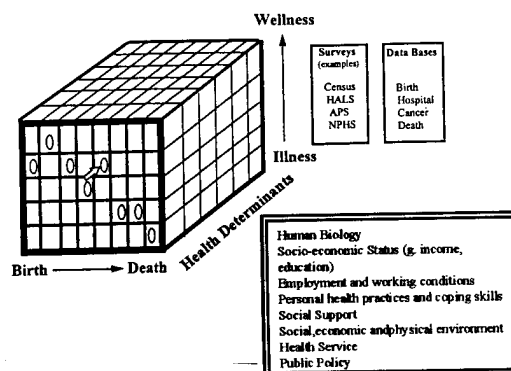 Wellness
Surveys
(examples)
Census
HALS
APS
NPHS
Data Bases
Birth
Hospital
Cancer
Death
Illness
Health Determinants
Birth
Death
Human Biology
Socio-economic Status (g. income,
education)
Employment and working conditions
Personal health practices and coping skills
Social Support
Social,economic andphysical environment
Health Service
Public Policy